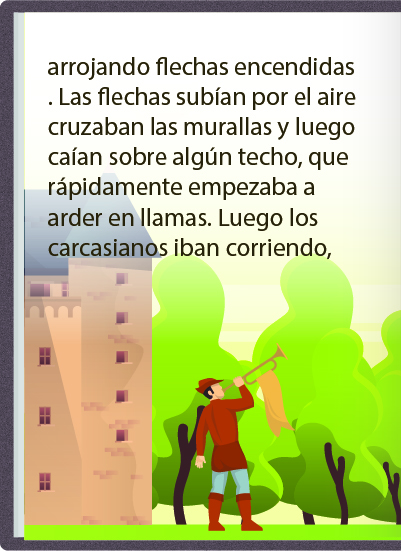 arrojando flechas encendidas
. Las flechas subían por el aire
cruzaban las murallas y luego
caían sobre algún techo, que
rápidamente empezaba a
arder en llamas. Luego los
carcasianos iban corriendo,